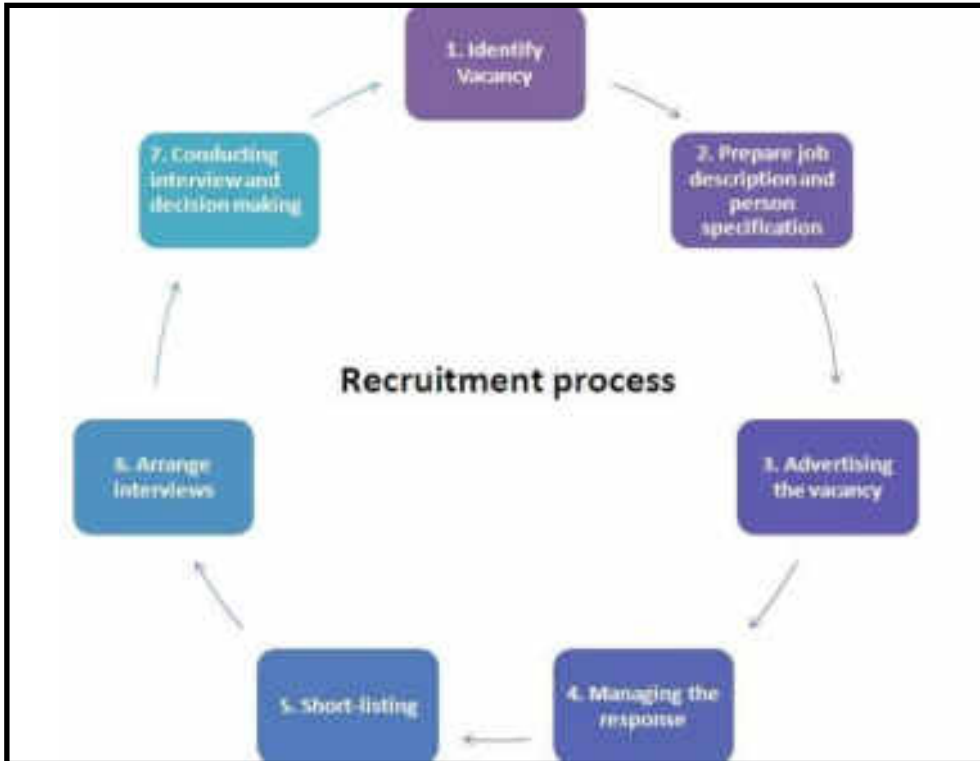 1. Identify
Vacancy
2. Prepare job
description and
person
specification
3. Advertising
the vacancy
4. Managing the
response
5. Short-listing
6. Arrange
interviews
7. Conducting
interview and
decision making
Recruitment process